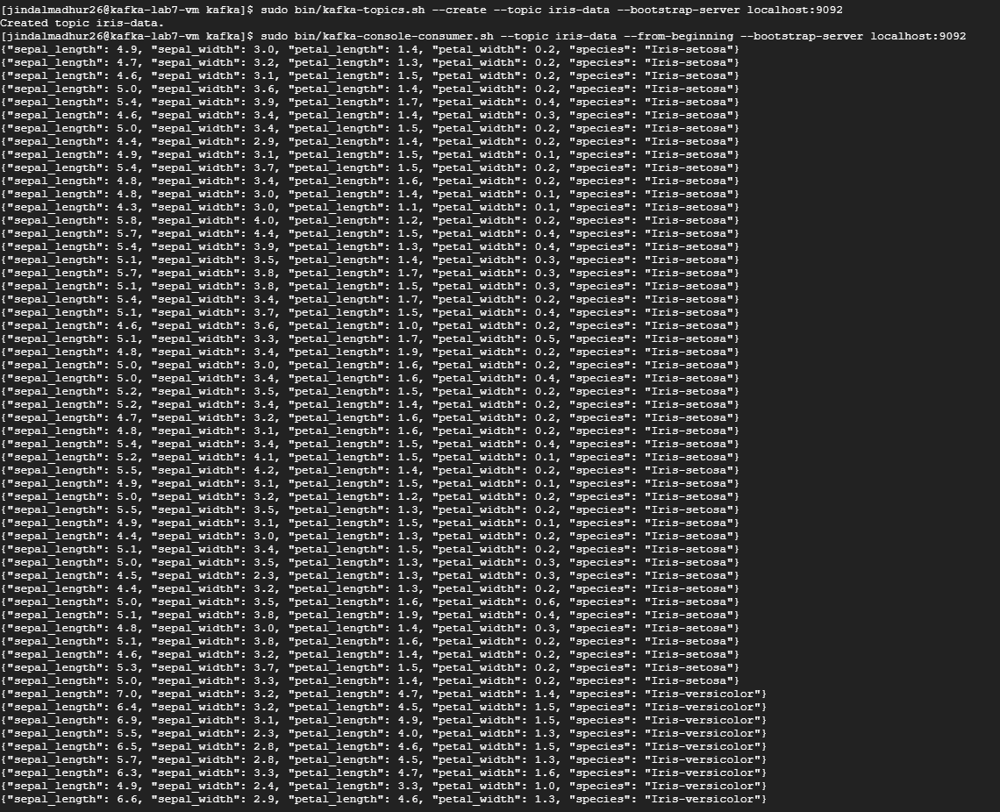 [jindalmadhur26@kafka-lab7-vm kafka]$ sudo bin/kafka-topics.sh --create --topic iris-data --bootstrap-server localhost:9092
Created topic iris-data.
[jindalmadhur26@kafka-lab7-vm kafka]$ sudo bin/kafka-console-consumer.sh --topic iris-data --from-beginning --bootstrap-server localhost:9092
{"sepal_length": 4.9, "sepal_width": 3.0, "petal_length": 1.4, "petal_width": 0.2, "species": "Iris-setosa"}
{"sepal_length": 4.7, "sepal_width": 3.2, "petal_length": 1.3, "petal_width": 0.2, "species": "Iris-setosa"}
{"sepal_length": 4.6, "sepal_width": 3.1, "petal_length": 1.5, "petal_width": 0.2, "species": "Iris-setosa"}
{"sepal_length": 5.0, "sepal_width": 3.6, "petal_length": 1.4, "petal_width": 0.2, "species": "Iris-setosa"}
{"sepal_length": 5.4, "sepal_width": 3.9, "petal_length": 1.7, "petal_width": 0.4, "species": "Iris-setosa"}
{"sepal_length": 4.6, "sepal_width": 3.4, "petal_length": 1.4, "petal_width": 0.3, "species": "Iris-setosa"}
{"sepal_length": 5.0, "sepal_width": 3.4, "petal_length": 1.5, "petal_width": 0.2, "species": "Iris-setosa"}
{"sepal_length": 4.4, "sepal_width": 2.9, "petal_length": 1.4, "petal_width": 0.2, "species": "Iris-setosa"}
{"sepal_length": 4.9, "sepal_width": 3.1, "petal_length": 1.5, "petal_width": 0.1, "species": "Iris-setosa"}
{"sepal_length": 5.4, "sepal_width": 3.7, "petal_length": 1.5, "petal_width": 0.2, "species": "Iris-setosa"}
{"sepal_length": 4.8, "sepal_width": 3.4, "petal_length": 1.6, "petal_width": 0.2, "species": "Iris-setosa"}
{"sepal_length": 4.8, "sepal_width": 3.0, "petal_length": 1.4, "petal_width": 0.1, "species": "Iris-setosa"}
{"sepal_length": 4.3, "sepal_width": 3.0, "petal_length": 1.1, "petal_width": 0.1, "species": "Iris-setosa"}
{"sepal_length": 5.8, "sepal_width": 4.0, "petal_length": 1.2, "petal_width": 0.2, "species": "Iris-setosa"}
{"sepal_length": 5.7, "sepal_width": 4.4, "petal_length": 1.5, "petal_width": 0.4, "species": "Iris-setosa"}
{"sepal_length": 5.4, "sepal_width": 3.9, "petal_length": 1.3, "petal_width": 0.4, "species": "Iris-setosa"}
{"sepal_length": 5.1, "sepal_width": 3.5, "petal_length": 1.4, "petal_width": 0.3, "species": "Iris-setosa"}
{"sepal_length": 5.7, "sepal_width": 3.8, "petal_length": 1.7, "petal_width": 0.3, "species": "Iris-setosa"}
{"sepal_length": 5.1, "sepal_width": 3.8, "petal_length": 1.5, "petal_width": 0.3, "species": "Iris-setosa"}
{"sepal_length": 5.4, "sepal_width": 3.4, "petal_length": 1.7, "petal_width": 0.2, "species": "Iris-setosa"}
{"sepal_length": 5.1, "sepal_width": 3.7, "petal_length": 1.5, "petal_width": 0.4, "species": "Iris-setosa"}
{"sepal_length": 4.6, "sepal_width": 3.6, "petal_length": 1.0, "petal_width": 0.2, "species": "Iris-setosa"}
{"sepal_length": 5.1, "sepal_width": 3.3, "petal_length": 1.7, "petal_width": 0.5, "species": "Iris-setosa"}
{"sepal_length": 4.8, "sepal_width": 3.4, "petal_length": 1.9, "petal_width": 0.2, "species": "Iris-setosa"}
{"sepal_length": 5.0, "sepal_width": 3.0, "petal_length": 1.6, "petal_width": 0.2, "species": "Iris-setosa"}
{"sepal_length": 5.0, "sepal_width": 3.4, "petal_length": 1.6, "petal_width": 0.4, "species": "Iris-setosa"}
{"sepal_length": 5.2, "sepal_width": 3.5, "petal_length": 1.5, "petal_width": 0.2, "species": "Iris-setosa"}
{"sepal_length": 5.2, "sepal_width": 3.4, "petal_length": 1.4, "petal_width": 0.2, "species": "Iris-setosa"}
{"sepal_length": 4.7, "sepal_width": 3.2, "petal_length": 1.6, "petal_width": 0.2, "species": "Iris-setosa"}
{"sepal_length": 4.8, "sepal_width": 3.1, "petal_length": 1.6, "petal_width": 0.2, "species": "Iris-setosa"}
{"sepal_length": 5.4, "sepal_width": 3.4, "petal_length": 1.5, "petal_width": 0.4, "species": "Iris-setosa"}
{"sepal_length": 5.2, "sepal_width": 4.1, "petal_length": 1.5, "petal_width": 0.1, "species": "Iris-setosa"}
{"sepal_length": 5.5, "sepal_width": 4.2, "petal_length": 1.4, "petal_width": 0.2, "species": "Iris-setosa"}
{"sepal_length": 4.9, "sepal_width": 3.1, "petal_length": 1.5, "petal_width": 0.1, "species": "Iris-setosa"}
{"sepal_length": 5.0, "sepal_width": 3.2, "petal_length": 1.2, "petal_width": 0.2, "species": "Iris-setosa"}
{"sepal_length": 5.5, "sepal_width": 3.5, "petal_length": 1.3, "petal_width": 0.2, "species": "Iris-setosa"}
{"sepal_length": 4.9, "sepal_width": 3.1, "petal_length": 1.5, "petal_width": 0.1, "species": "Iris-setosa"}
{"sepal_length": 4.4, "sepal_width": 3.0, "petal_length": 1.3, "petal_width": 0.2, "species": "Iris-setosa"}
{"sepal_length": 5.1, "sepal_width": 3.4, "petal_length": 1.5, "petal_width": 0.2, "species": "Iris-setosa"}
{"sepal_length": 5.0, "sepal_width": 3.5, "petal_length": 1.3, "petal_width": 0.3, "species": "Iris-setosa"}
{"sepal_length": 4.5, "sepal_width": 2.3, "petal_length": 1.3, "petal_width": 0.3, "species": "Iris-setosa"}
{"sepal_length": 4.4, "sepal_width": 3.2, "petal_length": 1.3, "petal_width": 0.2, "species": "Iris-setosa"}
{"sepal_length": 5.0, "sepal_width": 3.5, "petal_length": 1.6, "petal_width": 0.6, "species": "Iris-setosa"}
{"sepal_length": 5.1, "sepal_width": 3.8, "petal_length": 1.9, "petal_width": 0.4, "species": "Iris-setosa"}
{"sepal_length": 4.8, "sepal_width": 3.0, "petal_length": 1.4, "petal_width": 0.3, "species": "Iris-setosa"}
{"sepal_length": 5.1, "sepal_width": 3.8, "petal_length": 1.6, "petal_width": 0.2, "species": "Iris-setosa"}
{"sepal_length": 4.6, "sepal_width": 3.2, "petal_length": 1.4, "petal_width": 0.2, "species": "Iris-setosa"}
{"sepal_length": 5.3, "sepal_width": 3.7, "petal_length": 1.5, "petal_width": 0.2, "species": "Iris-setosa"}
{"sepal_length": 5.0, "sepal_width": 3.3, "petal_length": 1.4, "petal_width": 0.2, "species": "Iris-setosa"}
{"sepal_length": 7.0, "sepal_width": 3.2, "petal_length": 4.7, "petal_width": 1.4, "species": "Iris-versicolor"}
{"sepal_length": 6.4, "sepal_width": 3.2, "petal_length": 4.5, "petal_width": 1.5, "species": "Iris-versicolor"}
{"sepal_length": 6.9, "sepal_width": 3.1, "petal_length": 4.9, "petal_width": 1.5, "species": "Iris-versicolor"}
{"sepal_length": 5.5, "sepal_width": 2.3, "petal_length": 4.0, "petal_width": 1.3, "species": "Iris-versicolor"}
{"sepal_length": 6.5, "sepal_width": 2.8, "petal_length": 4.6, "petal_width": 1.5, "species": "Iris-versicolor"}
{"sepal_length": 5.7, "sepal_width": 2.8, "petal_length": 4.5, "petal_width": 1.3, "species": "Iris-versicolor"}
{"sepal_length": 6.3, "sepal_width": 3.3, "petal_length": 4.7, "petal_width": 1.6, "species": "Iris-versicolor"}
{"sepal_length": 4.9, "sepal_width": 2.4, "petal_length": 3.3, "petal_width": 1.0, "species": "Iris-versicolor"}
{"sepal_length": 6.6, "sepal_width": 2.9, "petal_length": 4.6, "petal_width": 1.3, "species": "Iris-versicolor"}